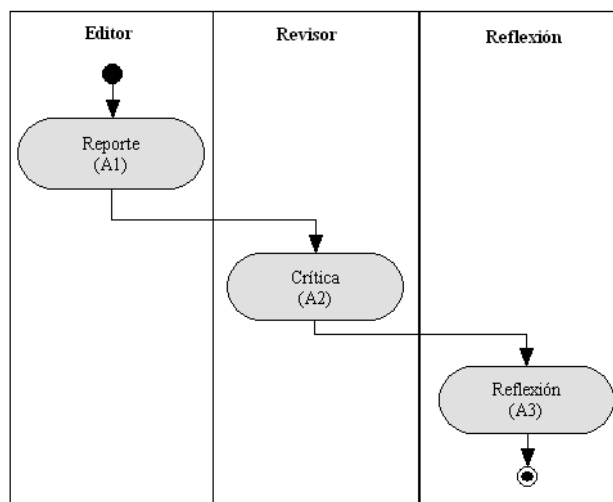 Editor
Revisor
Reflexión
Reporte
(A1)
Crítica
(A2)
Reflexión
(A3)